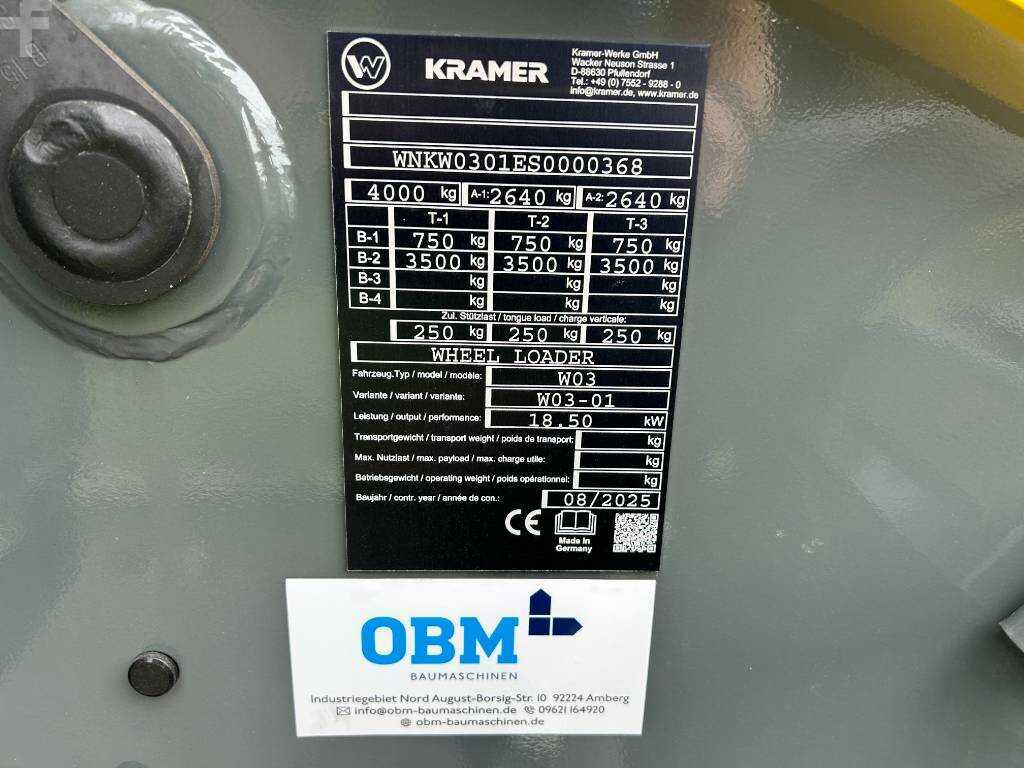 KRAMER
Kramer-Werke GmbH
Wacker Neuson Strasse 1
D-88630 Pfullendorf
Tel.: +49 (0) 7552 - 9288 - 0
info@kramer.de, www.kramer.de
WNKW0301ES0000368
4000 kg A-1: 2640 kg A-2: 2640 kg
T-1 T-2 T-3
B-1 750 kg 750 kg 750 kg
B-2 3500 kg 3500 kg 3500 kg
B-3 kg kg kg
B-4 kg kg kg
Zul. Stützlast / tongue load / charge verticale:
250 kg 250 kg 250 kg
WHEEL LOADER
Fahrzeug.Typ / model / modèle: W03
Variante / variant / variante: W03-01
Leistung / output / performance: 18.50 kW
Transportgewicht / transport weight / poids de transport: kg
Max. Nutzlast / max. payload / max. charge utile: kg
Betriebsgewicht / operating weight / poids opérationnel: kg
Baujahr / contr. year / année de con.: 08/2025
CE
Made in
Germany
OBM
BAUMASCHINEN
Industriegebiet Nord August-Borsig-Str. 10 92224 Amberg
info@obm-baumaschinen.de 09621 164920
obm-baumaschinen.de